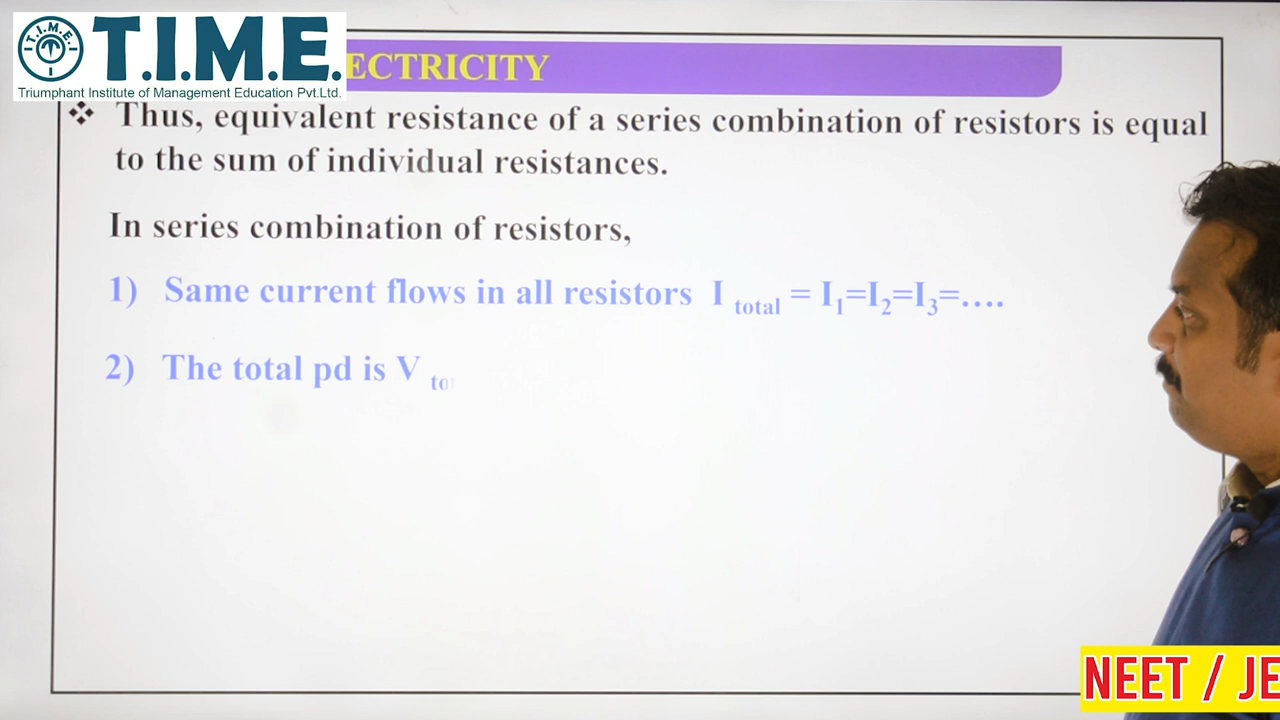 T.I.M.E.
T.I.M.E.
Triumphant Institute of Management Education Pvt.Ltd.
ECTRICITY
❖ Thus, equivalent resistance of a series combination of resistors is equal
to the sum of individual resistances.
In series combination of resistors,
1) Same current flows in all resistors I total = I1=I2=I3=....
2) The total pd is V to
NEET / JE